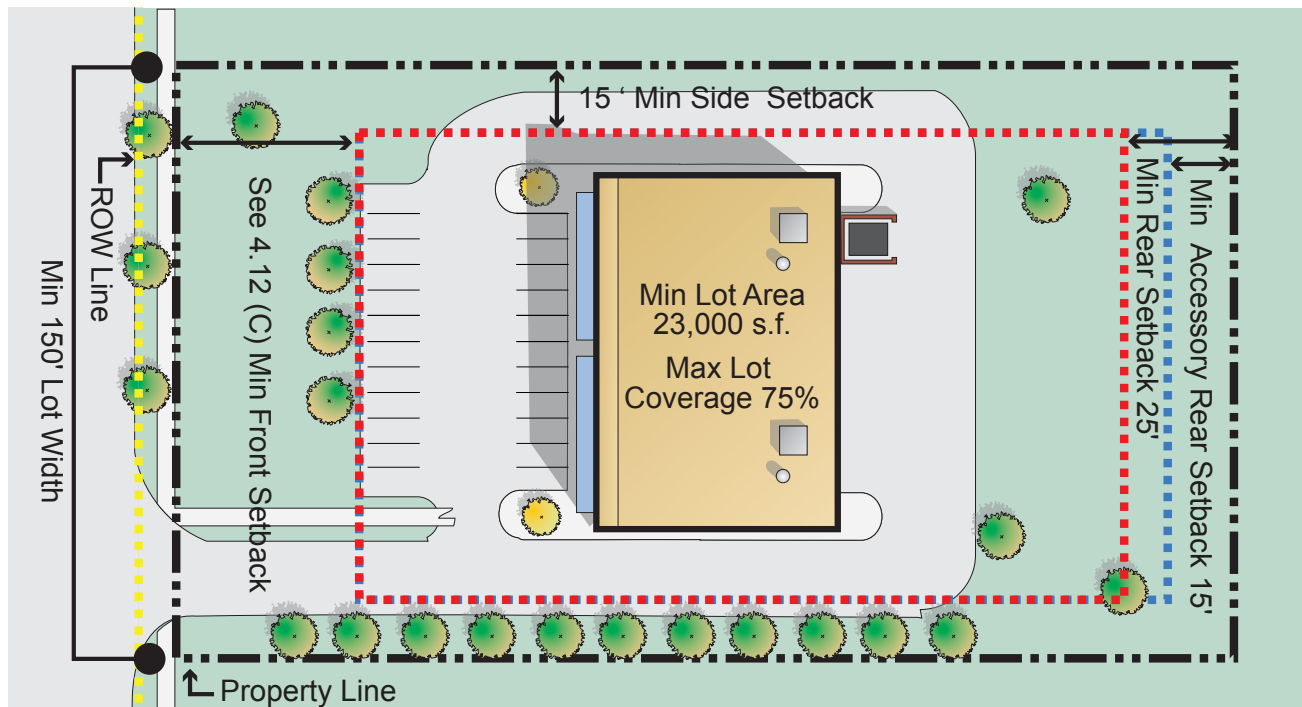 15 ' Min Side Setback
Min 150' Lot Width
ROW Line
See 4.12 (C) Min Front Setback
Min Lot Area
23,000 s.f.
Max Lot
Coverage 75%
Min Rear Setback 25'
Min Accessory Rear Setback 15'
Property Line